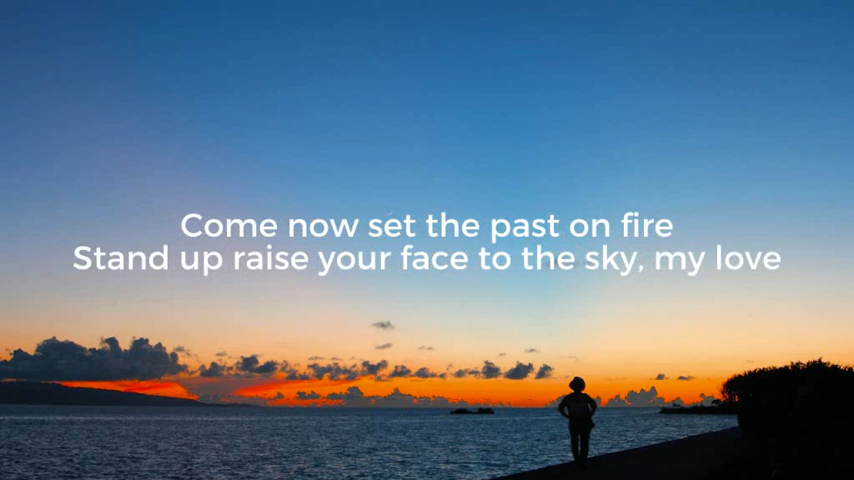 Come now set the past on fire
Stand up raise your face to the sky, my love